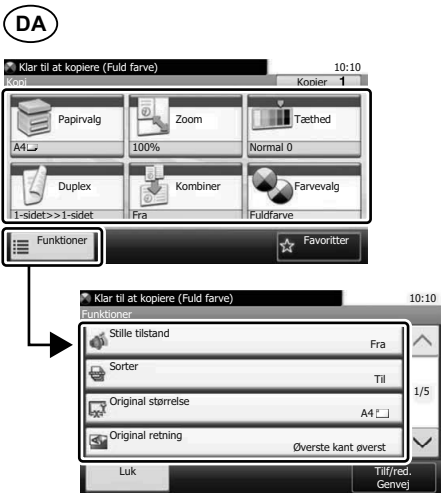 DA
Klar til at kopiere (Fuld farve)
10:10
Kopi
Kopier 1
Papirvalg
Zoom
Tæthed
A4
100%
Normal 0
Duplex
Kombiner
Farvevalg
1-sidet>>1-sidet
Fra
Fuldfarve
Funktioner
Favoritter
Klar til at kopiere (Fuld farve)
10:10
Funktioner
Stille tilstand
Fra
Sorter
Til
1/5
Original størrelse
A4
Original retning
Øverste kant øverst
Luk
Tilf/red.
Genvej